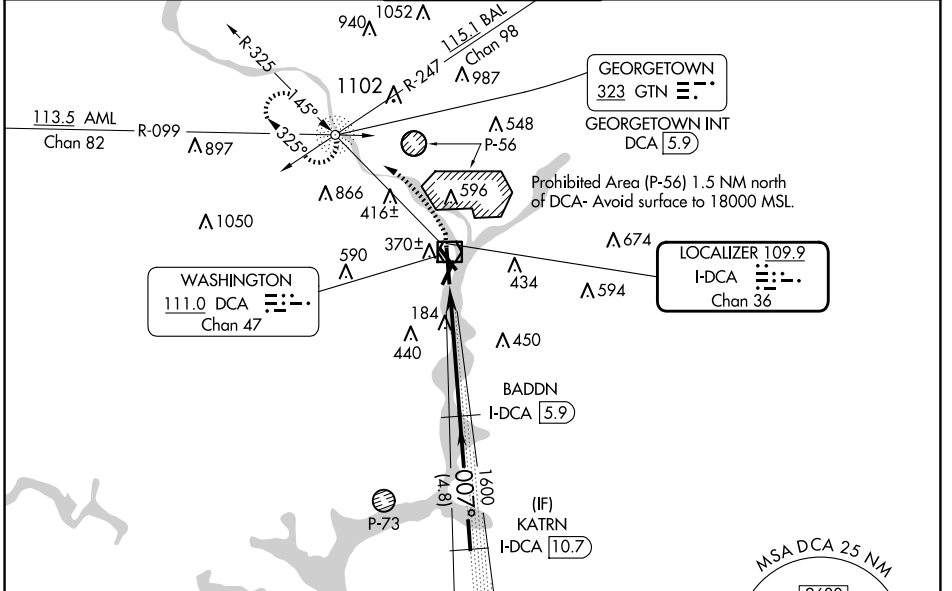 1052
940
115.1 BAL
Chan 98
R-325
R-247
987
1102
GEORGETOWN
323 GTN
145°
325°
113.5 AML
R-099
Chan 82
897
548
P-56
GEORGETOWN INT
DCA 5.9
Prohibited Area (P-56) 1.5 NM north
of DCA- Avoid surface to 18000 MSL.
866
416±
596
1050
370±
674
590
434
594
LOCALIZER 109.9
I-DCA
Chan 36
WASHINGTON
111.0 DCA
Chan 47
184
440
450
BADDN
I-DCA 5.9
007°
1600
(4.8)
(IF)
KATRN
I-DCA 10.7
P-73
MSA DCA 25 NM